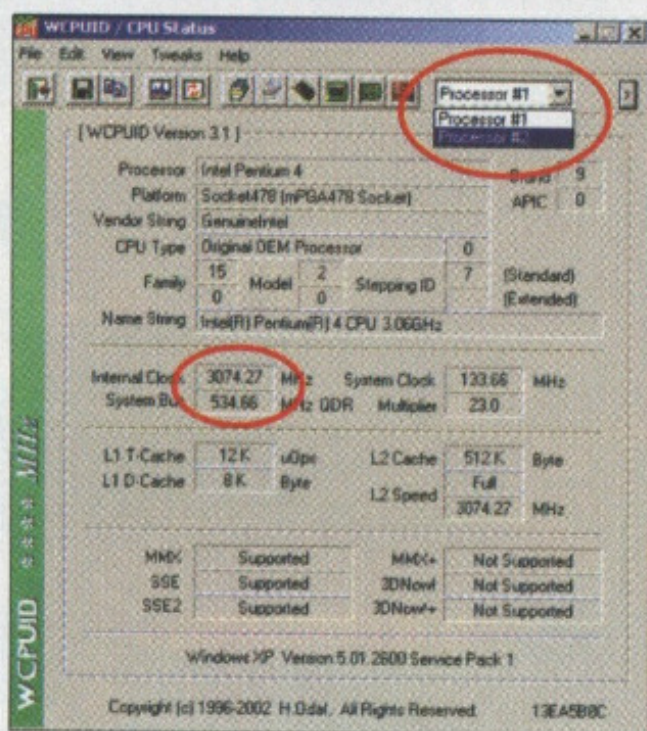 WCPUID / CPU Status
File Edit View Tweaks Help
Processor #1
Processor #1
Processor #2
[ WCPUID Version 3.1 ]
Processor Intel Pentium 4 Brand 9
Platform Socket478 (mPGA478 Socket) APIC 0
Vendor String GenuineIntel
CPU Type Original OEM Processor 0
Family 15 Model 2 Stepping ID 7 (Standard)
0 0 (Extended)
Name String Intel(R) Pentium(R) 4 CPU 3.06GHz
Internal Clock 3074.27 MHz System Clock 133.66 MHz
System Bus 534.66 MHz QDR Multiplier 23.0
L1 T-Cache 12 K uOps L2 Cache 512 K Byte
L1 D-Cache 8 K Byte L2 Speed Full
3074.27 MHz
MMX Supported MMX+ Not Supported
SSE Supported 3DNow! Not Supported
SSE2 Supported 3DNow!+ Not Supported
Windows XP Version 5.01.2600 Service Pack 1
Copyright (c) 1996-2002 H.Oda!. All Rights Reserved. 13EA5B0C
WCPUID **** MHz